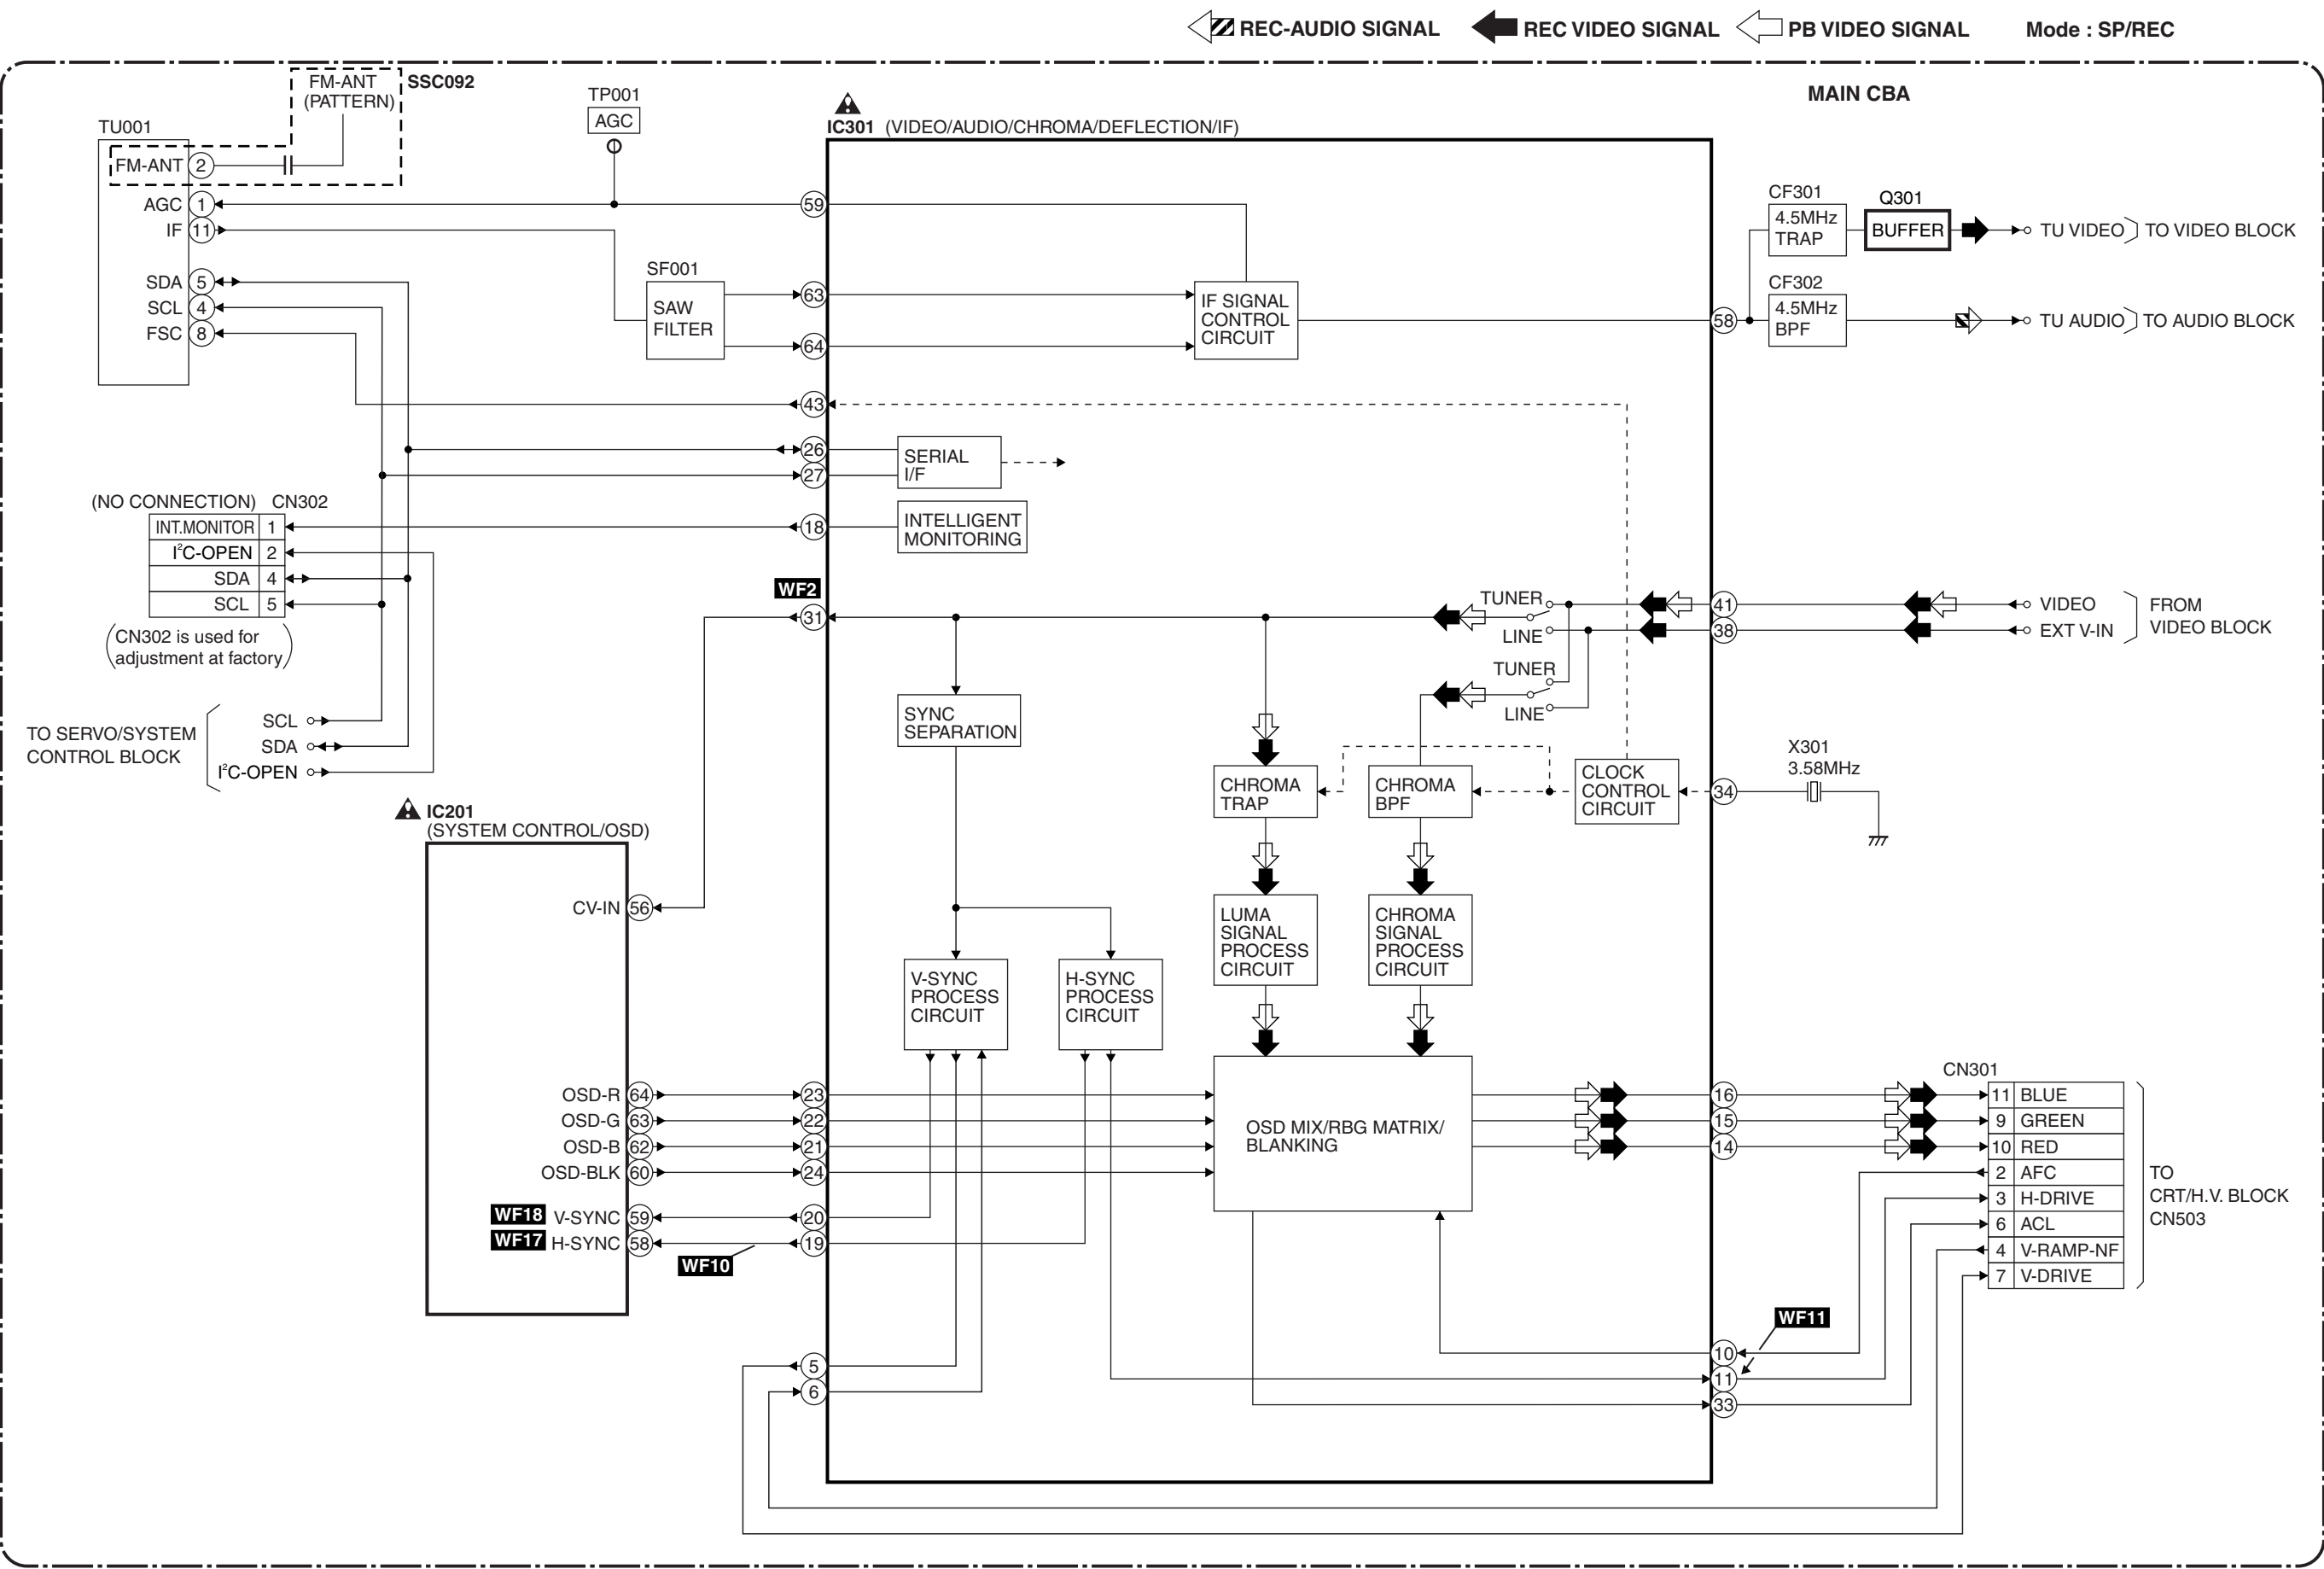 REC-AUDIO SIGNAL REC VIDEO SIGNAL PB VIDEO SIGNAL Mode : SP/REC
MAIN CBA
FM-ANT
(PATTERN)
SSC092
TU001
FM-ANT 2
AGC 1
IF 11
SDA 5
SCL 4
FSC 8
TP001
AGC
SF001
SAW
FILTER
IC301 (VIDEO/AUDIO/CHROMA/DEFLECTION/IF)
59
63
64
IF SIGNAL
CONTROL
CIRCUIT
58
CF301
4.5MHz
TRAP
Q301
BUFFER
TU VIDEO TO VIDEO BLOCK
CF302
4.5MHz
BPF
TU AUDIO TO AUDIO BLOCK
43
26
27
SERIAL
I/F
18
INTELLIGENT
MONITORING
(NO CONNECTION) CN302
INT.MONITOR 1
I²C-OPEN 2
SDA 4
SCL 5
(CN302 is used for
adjustment at factory)
WF2
31
TUNER
LINE
TUNER
LINE
41
38
VIDEO
EXT V-IN
FROM
VIDEO BLOCK
TO SERVO/SYSTEM
CONTROL BLOCK
SCL
SDA
I²C-OPEN
SYNC
SEPARATION
CHROMA
TRAP
CHROMA
BPF
CLOCK
CONTROL
CIRCUIT
34
X301
3.58MHz
IC201
(SYSTEM CONTROL/OSD)
CV-IN 56
V-SYNC
PROCESS
CIRCUIT
H-SYNC
PROCESS
CIRCUIT
LUMA
SIGNAL
PROCESS
CIRCUIT
CHROMA
SIGNAL
PROCESS
CIRCUIT
OSD-R 64
OSD-G 63
OSD-B 62
OSD-BLK 60
WF18 V-SYNC 59
WF17 H-SYNC 58
WF10
23
22
21
24
20
19
5
6
OSD MIX/RBG MATRIX/
BLANKING
16
15
14
WF11
10
11
33
CN301
11 BLUE
9 GREEN
10 RED
2 AFC
3 H-DRIVE
6 ACL
4 V-RAMP-NF
7 V-DRIVE
TO
CRT/H.V. BLOCK
CN503